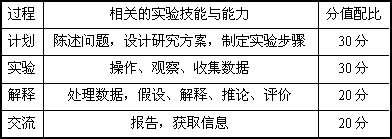 过程 相关的实验技能与能力 分值配比
计划 陈述问题，设计研究方案，制定实验步骤 30分
实验 操作、观察、收集数据 30分
解释 处理数据，假设、解释、推论、评价 20分
交流 报告，获取信息 20分